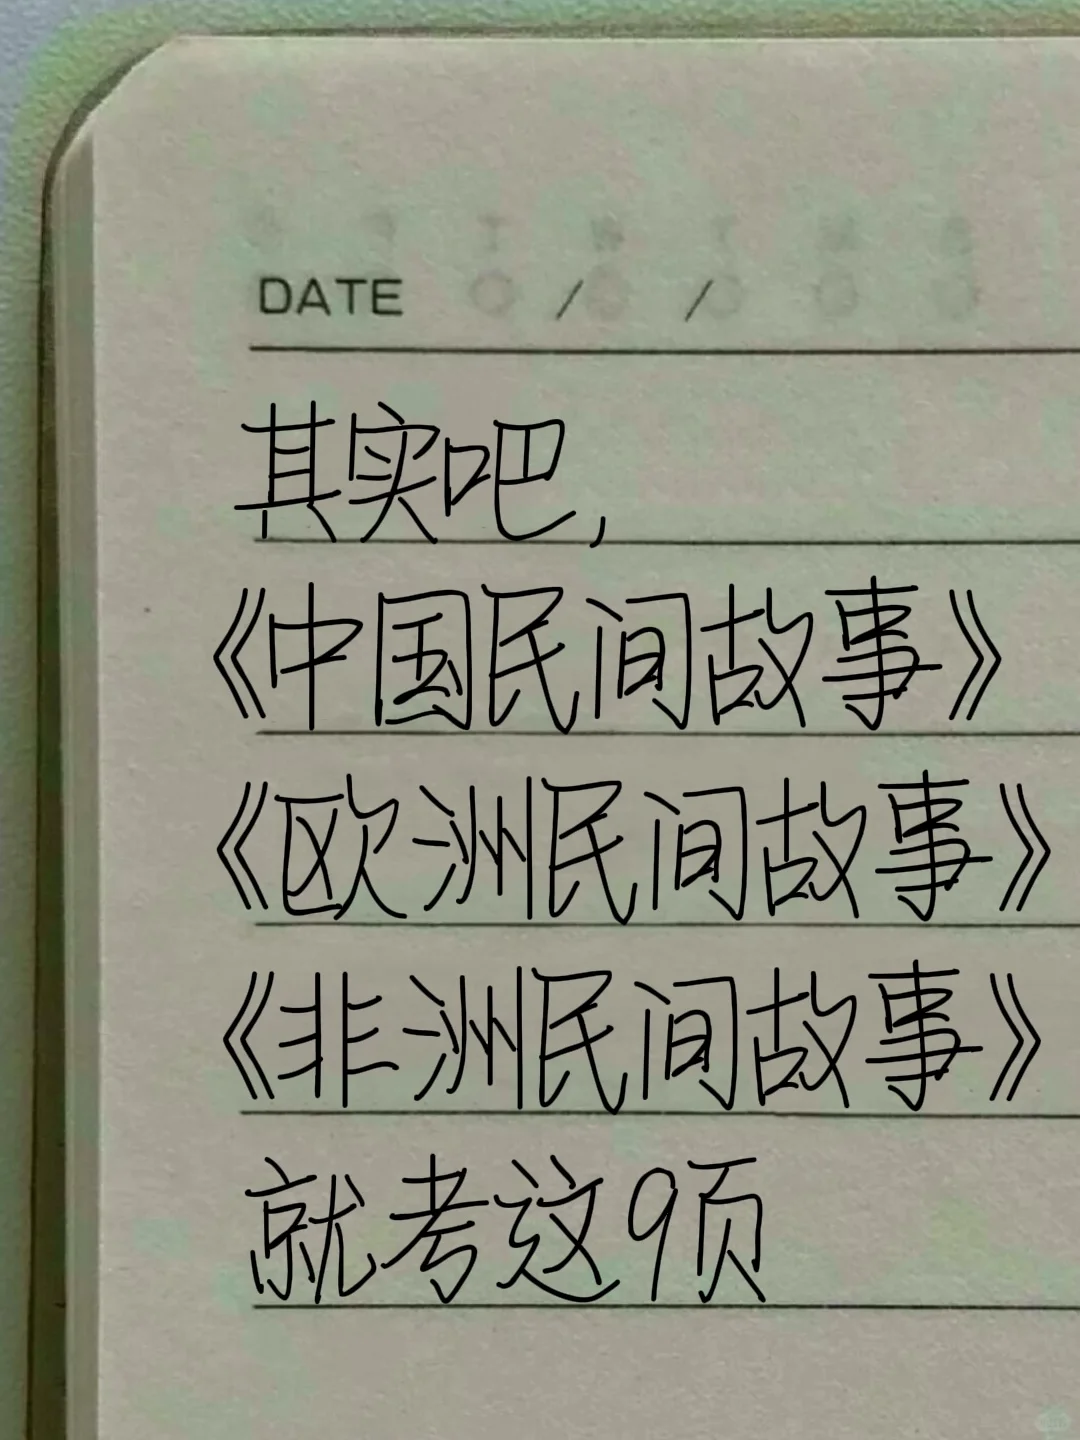 DATE / /
其实吧,
《中国民间故事》
《欧洲民间故事》
《非洲民间故事》
就考这9页